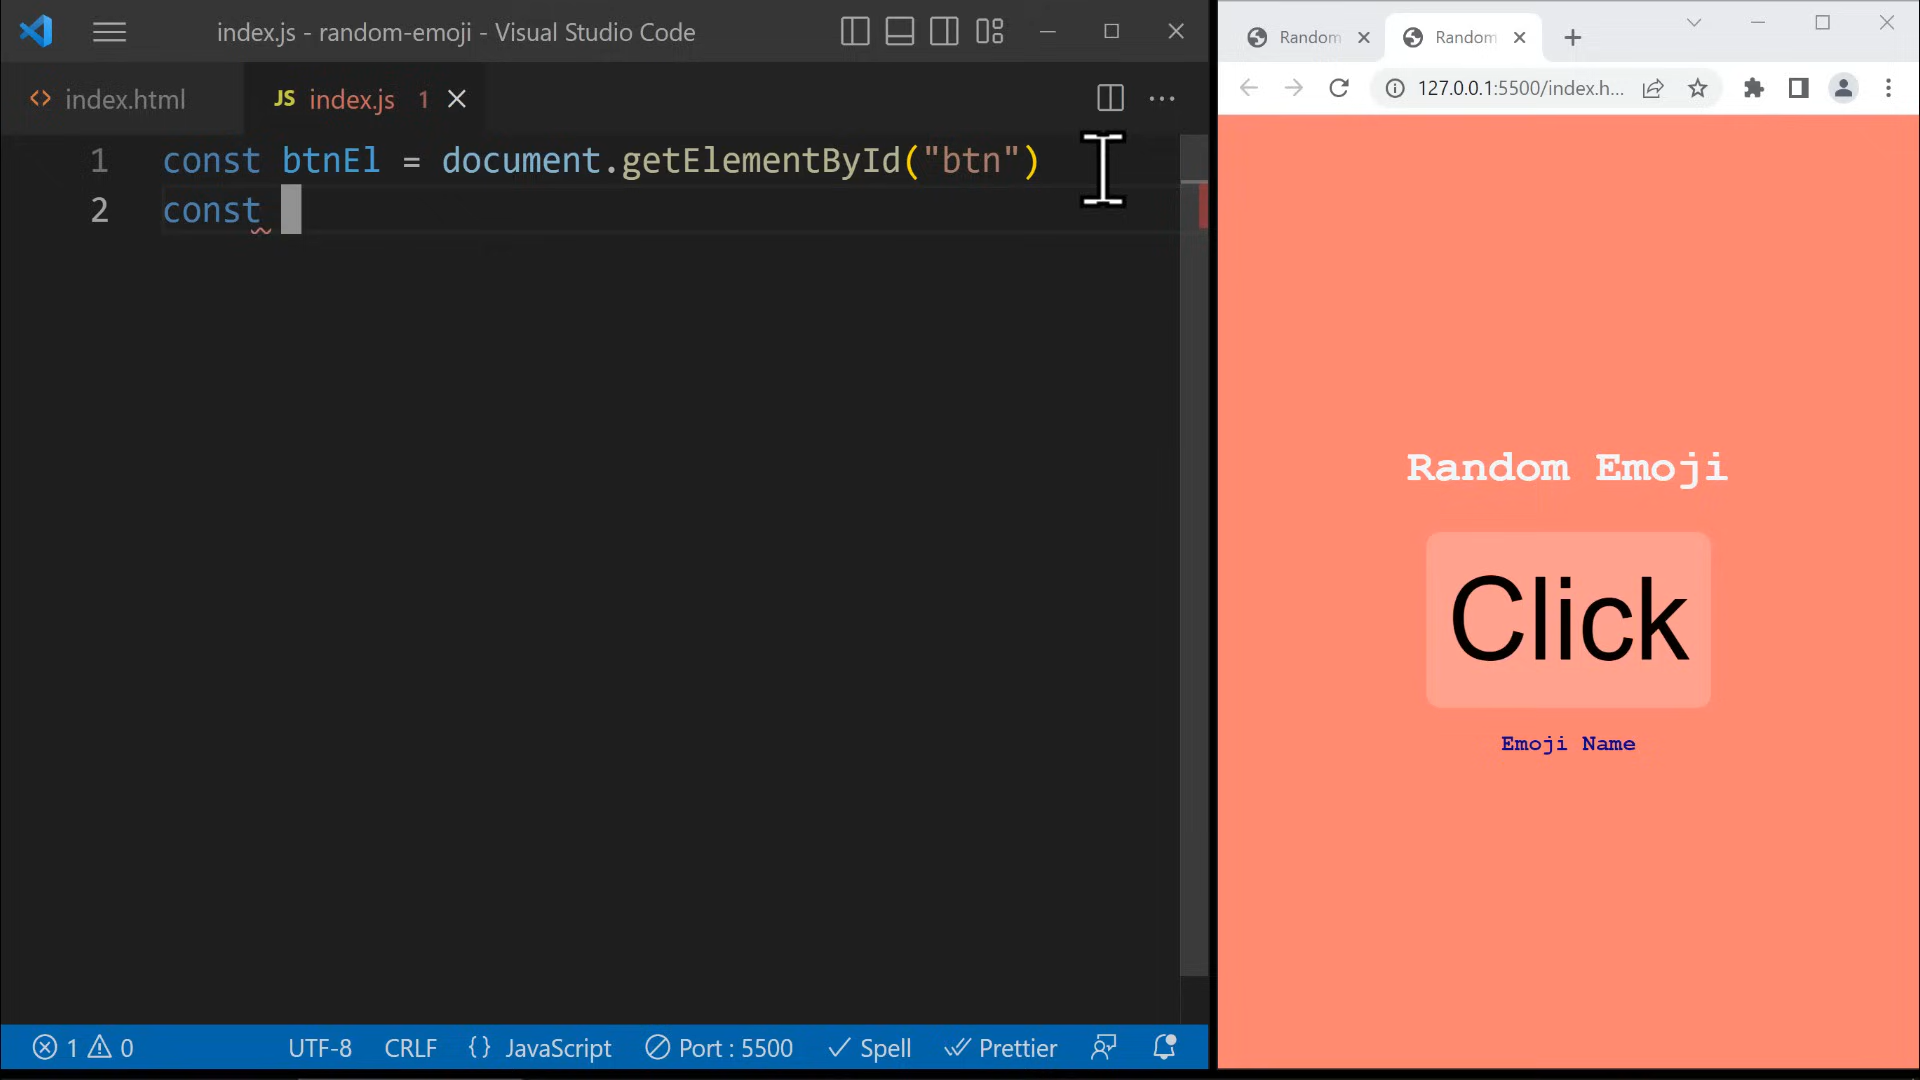 index.js - random-emoji - Visual Studio Code
index.html
JS index.js 1
1 const btnEl = document.getElementById("btn")
2 const
1 0 UTF-8 CRLF {} JavaScript Port : 5500 Spell Prettier
Random Random
127.0.0.1:5500/index.h...
Random Emoji
Click
Emoji Name